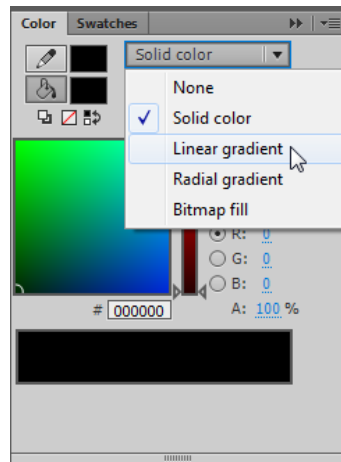 Color Swatches
Solid color
None
Solid color
Linear gradient
Radial gradient
Bitmap fill
R: 0
G: 0
B: 0
# 000000 A: 100 %